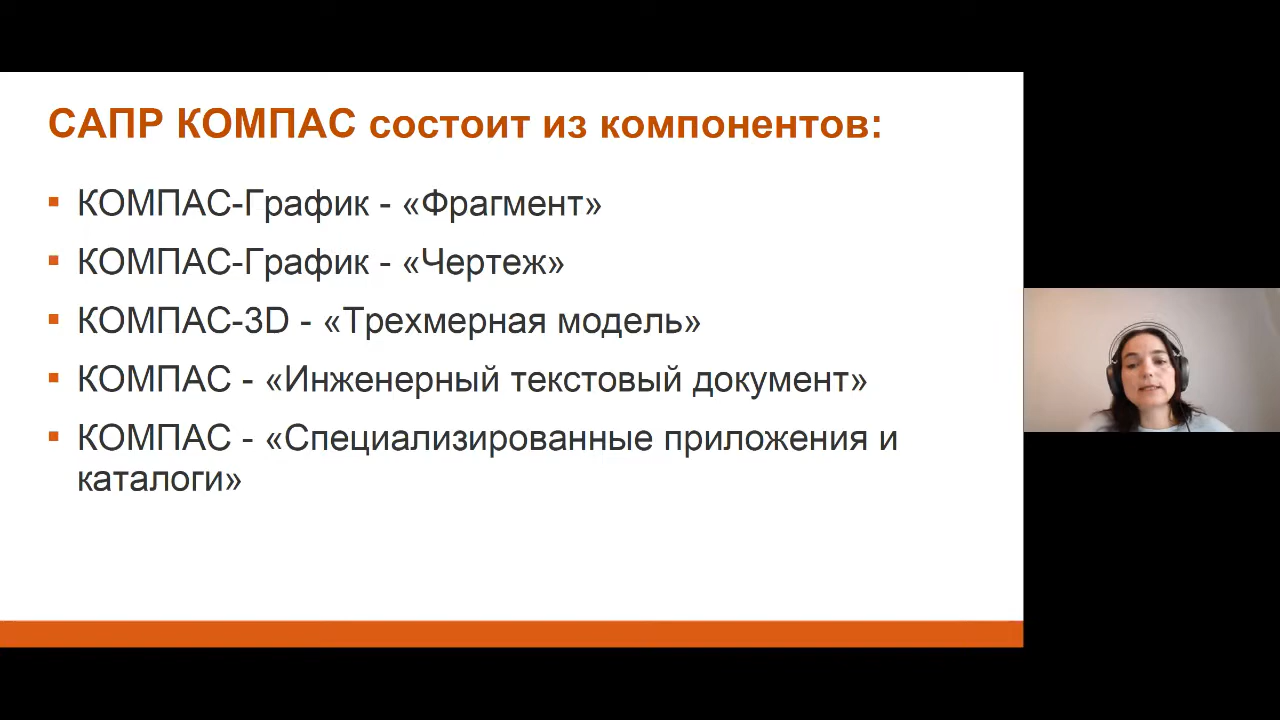 САПР КОМПАС состоит из компонентов:
КОМПАС-График - «Фрагмент»
КОМПАС-График - «Чертеж»
КОМПАС-3D - «Трехмерная модель»
КОМПАС - «Инженерный текстовый документ»
КОМПАС - «Специализированные приложения и
каталоги»